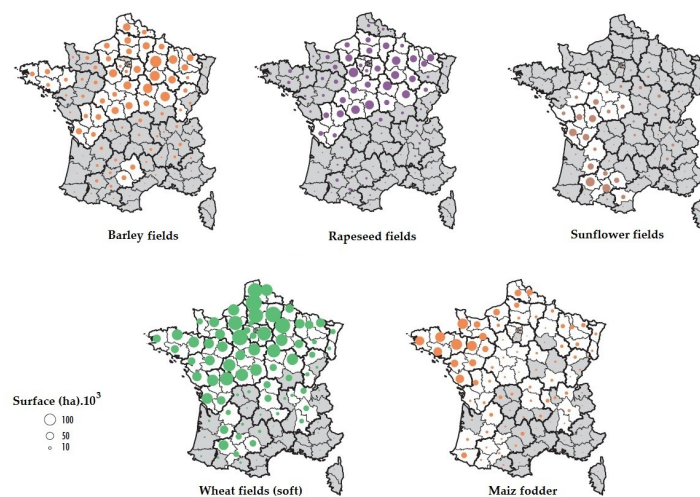 Barley fields
Rapeseed fields
Sunflower fields
Surface (ha).10³
100
50
10
Wheat fields (soft)
Maiz fodder